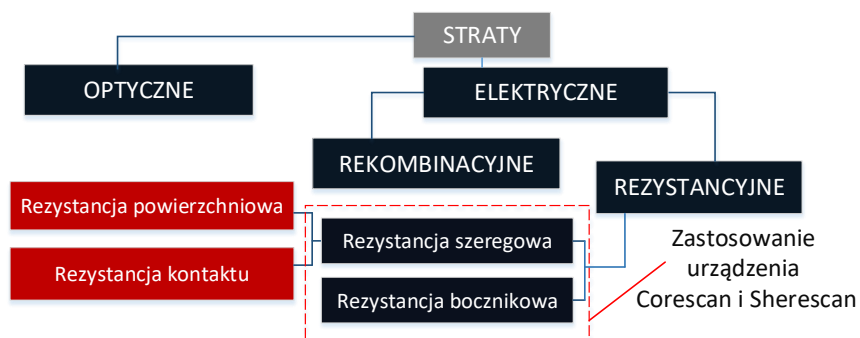 STRATY
OPTYCZNE
ELEKTRYCZNE
REKOMBINACYJNE
REZYSTANCYJNE
Rezystancja powierzchniowa
Rezystancja kontaktu
Rezystancja szeregowa
Rezystancja bocznikowa
Zastosowanie
urządzenia
Corescan i Sherescan